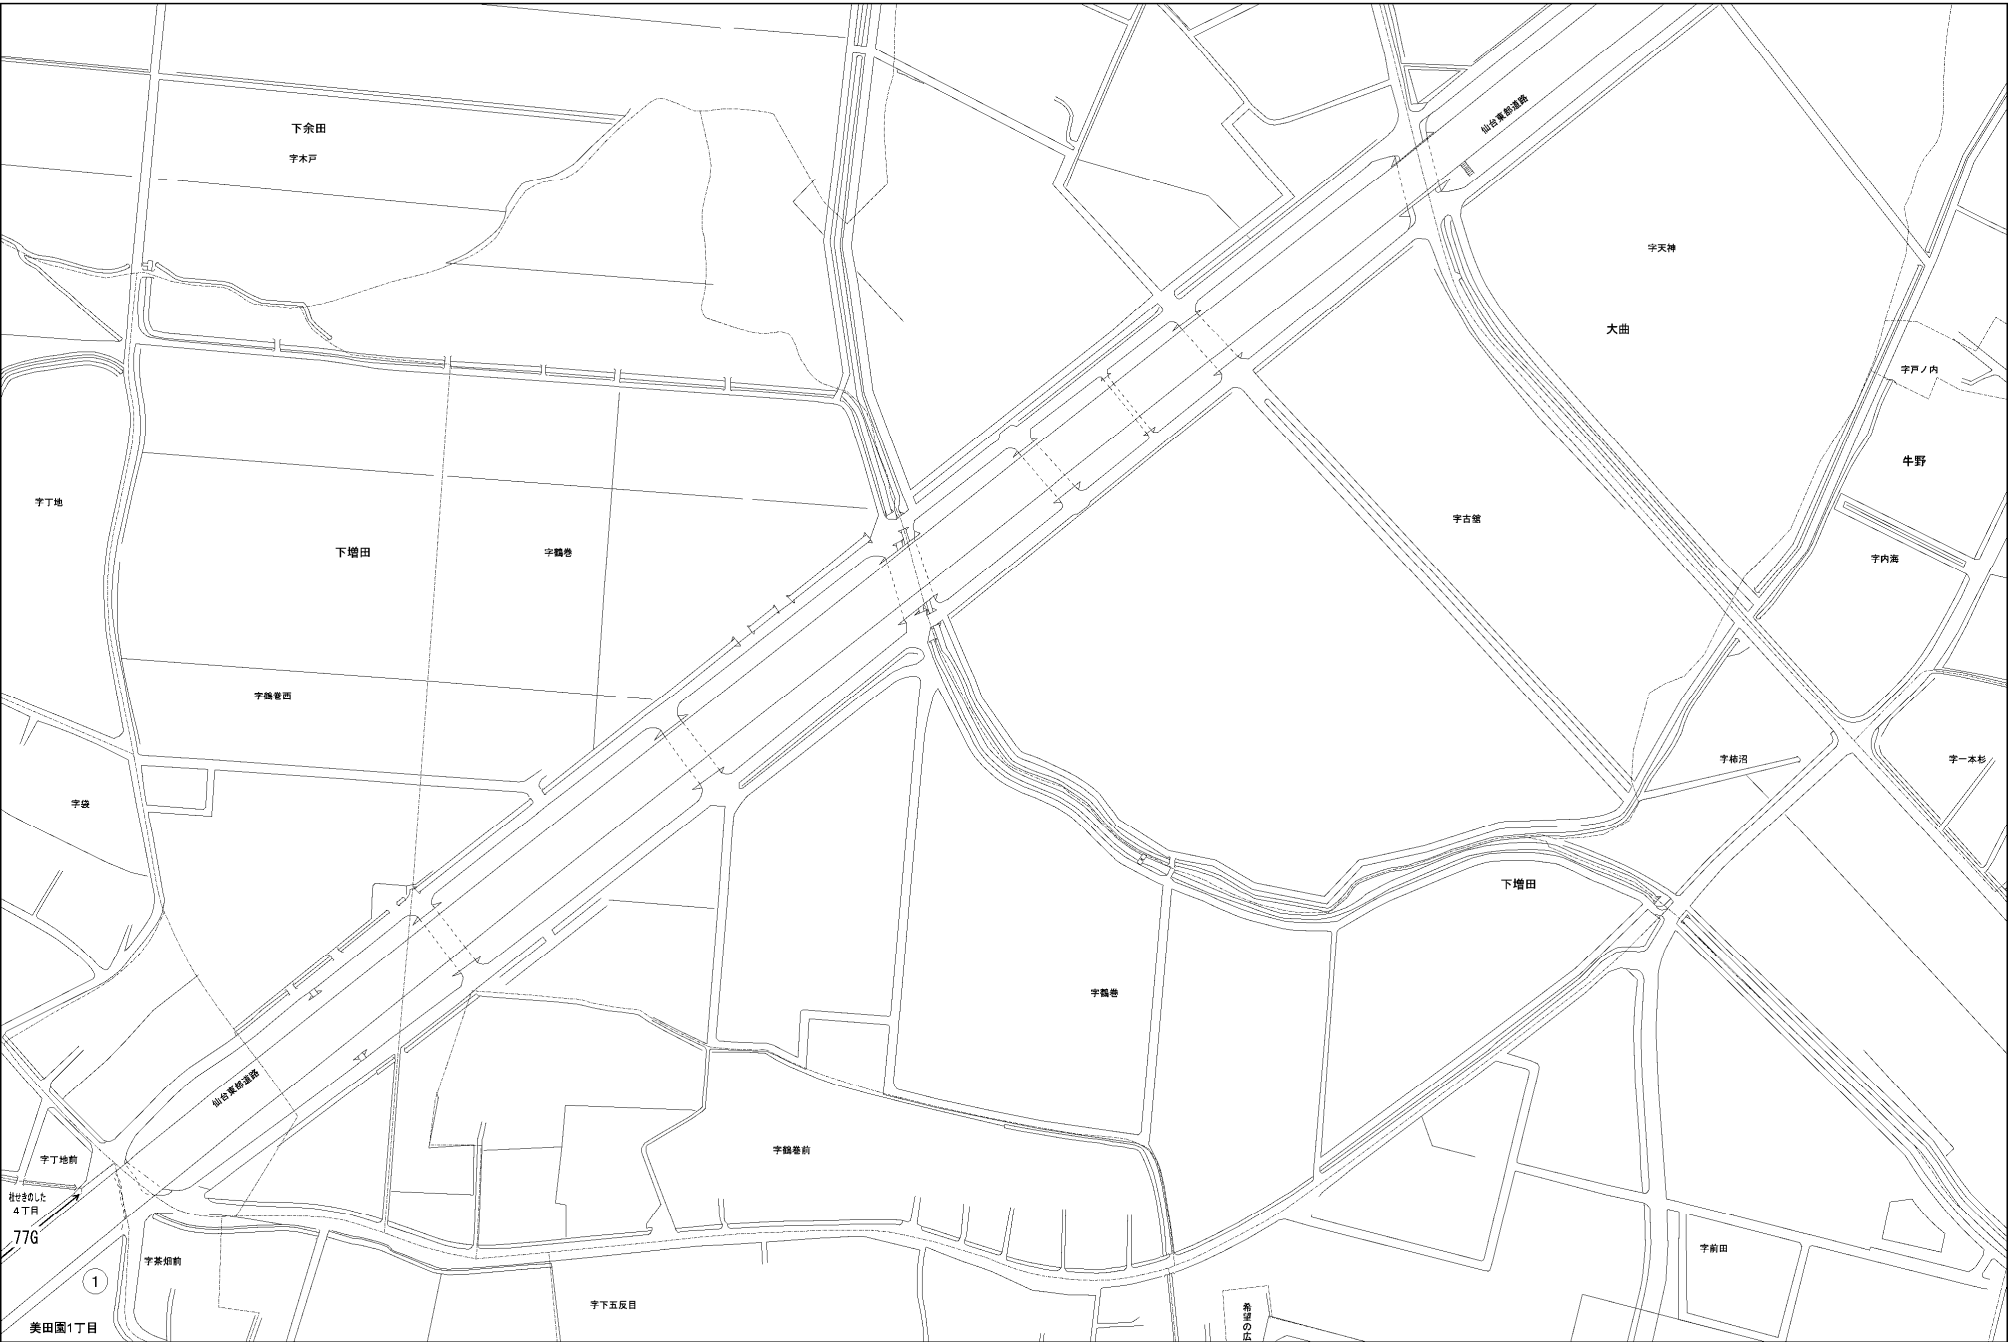 仙台東部道路
下余田
字木戸
字天神
大曲
字戸ノ内
牛野
字丁地
字古舘
下増田
字鶴巻
字内海
字鶴巻西
字柿沼
字一本杉
字袋
下増田
字鶴巻
仙台東部道路
字鶴巻前
字丁地前
杜せきのした
4丁目
77G
字前田
字茶畑前
1
字下五反目
希望の広
美田園1丁目